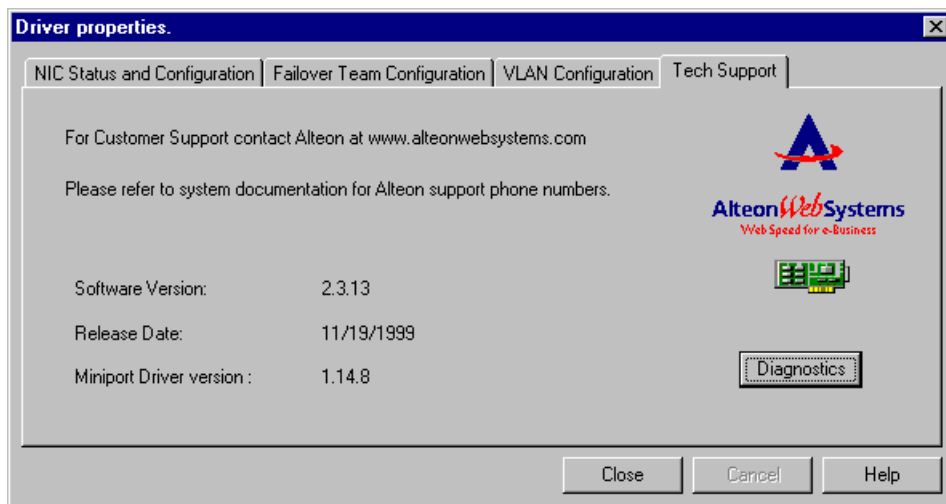 Driver properties.
NIC Status and Configuration
Failover Team Configuration
VLAN Configuration
Tech Support
For Customer Support contact Alteon at www.alteonwebsystems.com
Please refer to system documentation for Alteon support phone numbers.
AlteonWebSystems
Web Speed for e-Business
Software Version: 2.3.13
Release Date: 11/19/1999
Miniport Driver version : 1.14.8
Diagnostics
Close
Cancel
Help